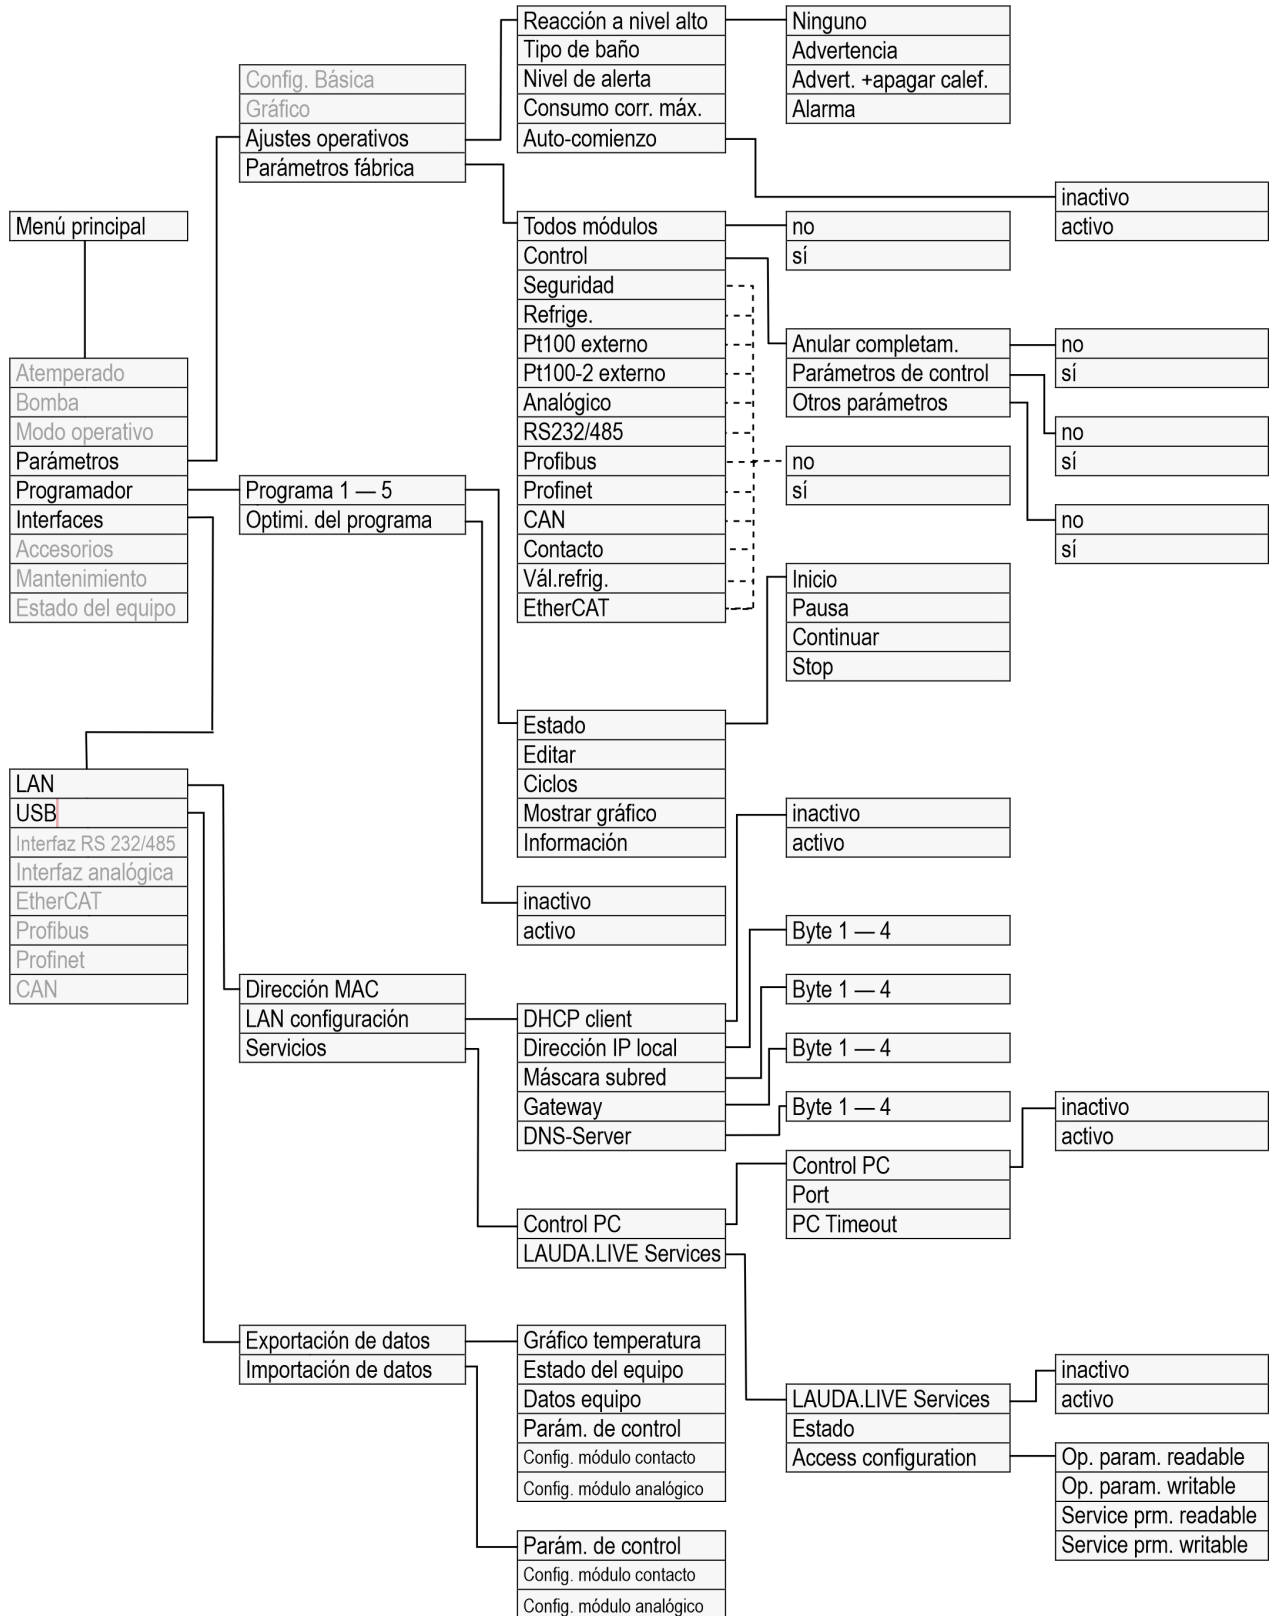 Menú principal
Atemperado
Bomba
Modo operativo
Parámetros
Programador
Interfaces
Accesorios
Mantenimiento
Estado del equipo
Config. Básica
Gráfico
Ajustes operativos
Parámetros fábrica
Reacción a nivel alto
Tipo de baño
Nivel de alerta
Consumo corr. máx.
Auto-comienzo
Ninguno
Advertencia
Advert. +apagar calef.
Alarma
inactivo
activo
Todos módulos
Control
Seguridad
Refrige.
Pt100 externo
Pt100-2 externo
Analógico
RS232/485
Profibus
Profinet
CAN
Contacto
Vál.refrig.
EtherCAT
no
sí
Anular completam.
Parámetros de control
Otros parámetros
no
sí
no
sí
no
sí
no
sí
Programa 1 — 5
Optimi. del programa
Estado
Editar
Ciclos
Mostrar gráfico
Información
Inicio
Pausa
Continuar
Stop
inactivo
activo
LAN
USB
Interfaz RS 232/485
Interfaz analógica
EtherCAT
Profibus
Profinet
CAN
Dirección MAC
LAN configuración
Servicios
DHCP client
Dirección IP local
Máscara subred
Gateway
DNS-Server
inactivo
activo
Byte 1 — 4
Byte 1 — 4
Byte 1 — 4
Byte 1 — 4
Control PC
LAUDA.LIVE Services
Control PC
Port
PC Timeout
inactivo
activo
LAUDA.LIVE Services
Estado
Access configuration
inactivo
activo
Op. param. readable
Op. param. writable
Service prm. readable
Service prm. writable
Exportación de datos
Importación de datos
Gráfico temperatura
Estado del equipo
Datos equipo
Parám. de control
Config. módulo contacto
Config. módulo analógico
Parám. de control
Config. módulo contacto
Config. módulo analógico